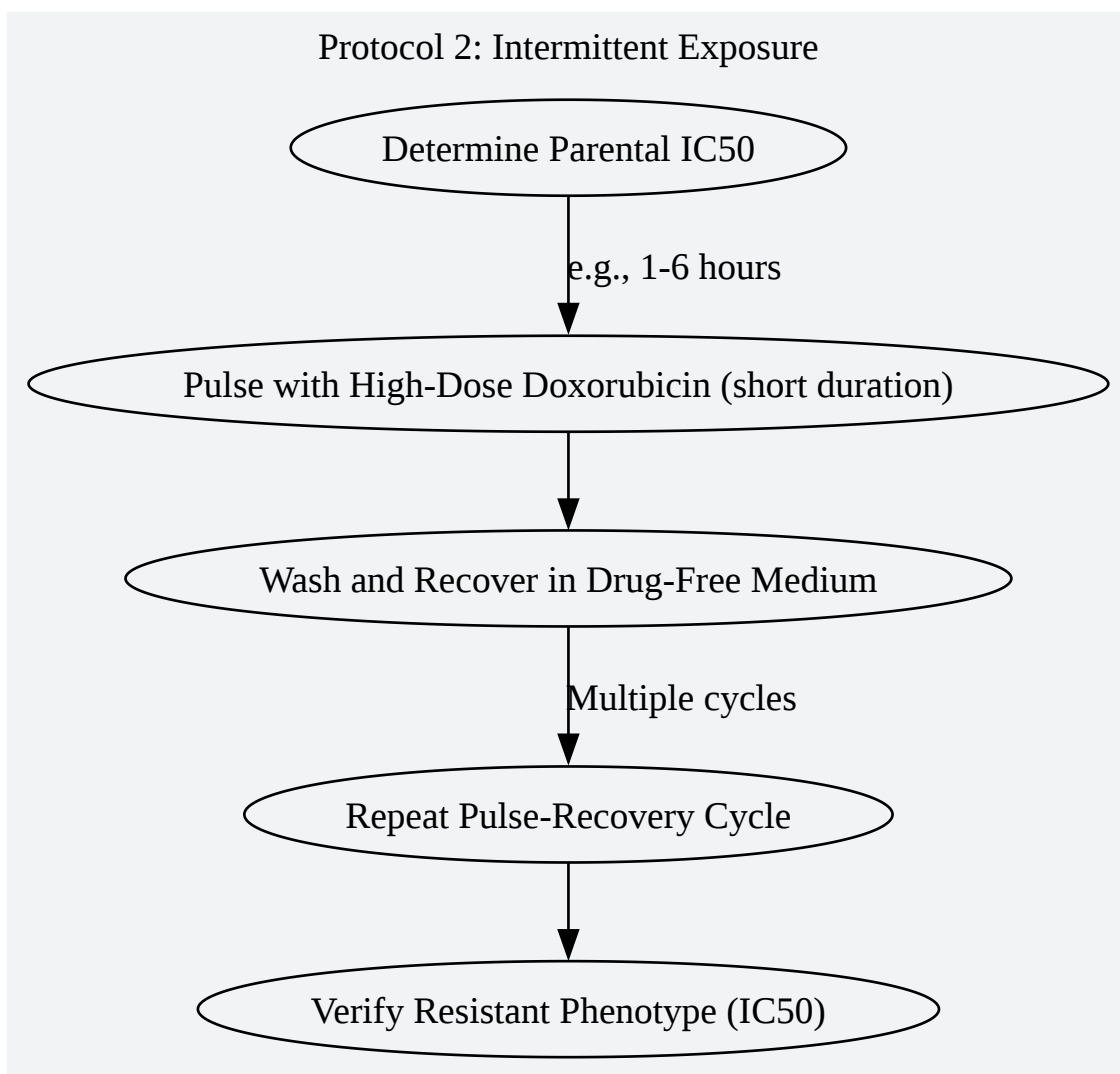 Protocol 2: Intermittent Exposure
Determine Parental IC50
e.g., 1-6 hours
Pulse with High-Dose Doxorubicin (short duration)
Wash and Recover in Drug-Free Medium
Multiple cycles
Repeat Pulse-Recovery Cycle
Verify Resistant Phenotype (IC50)